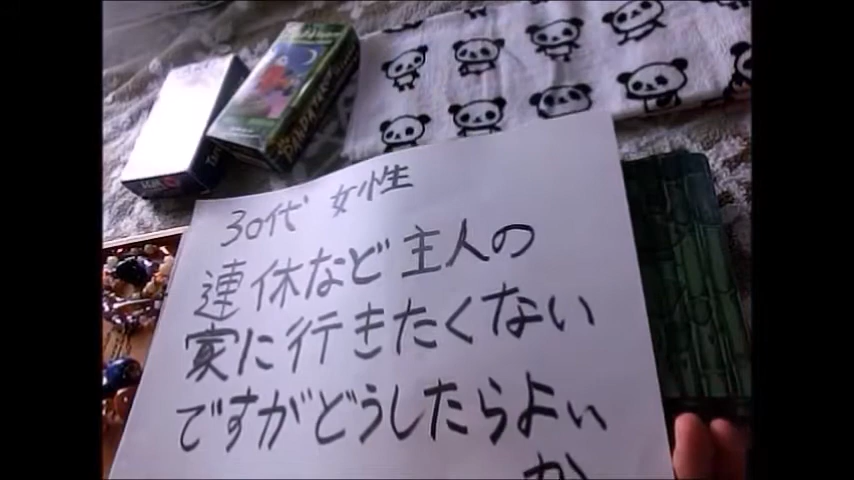 30代 女性
連休など主人の
実に行きたくない
ですがどうしたらよい
か